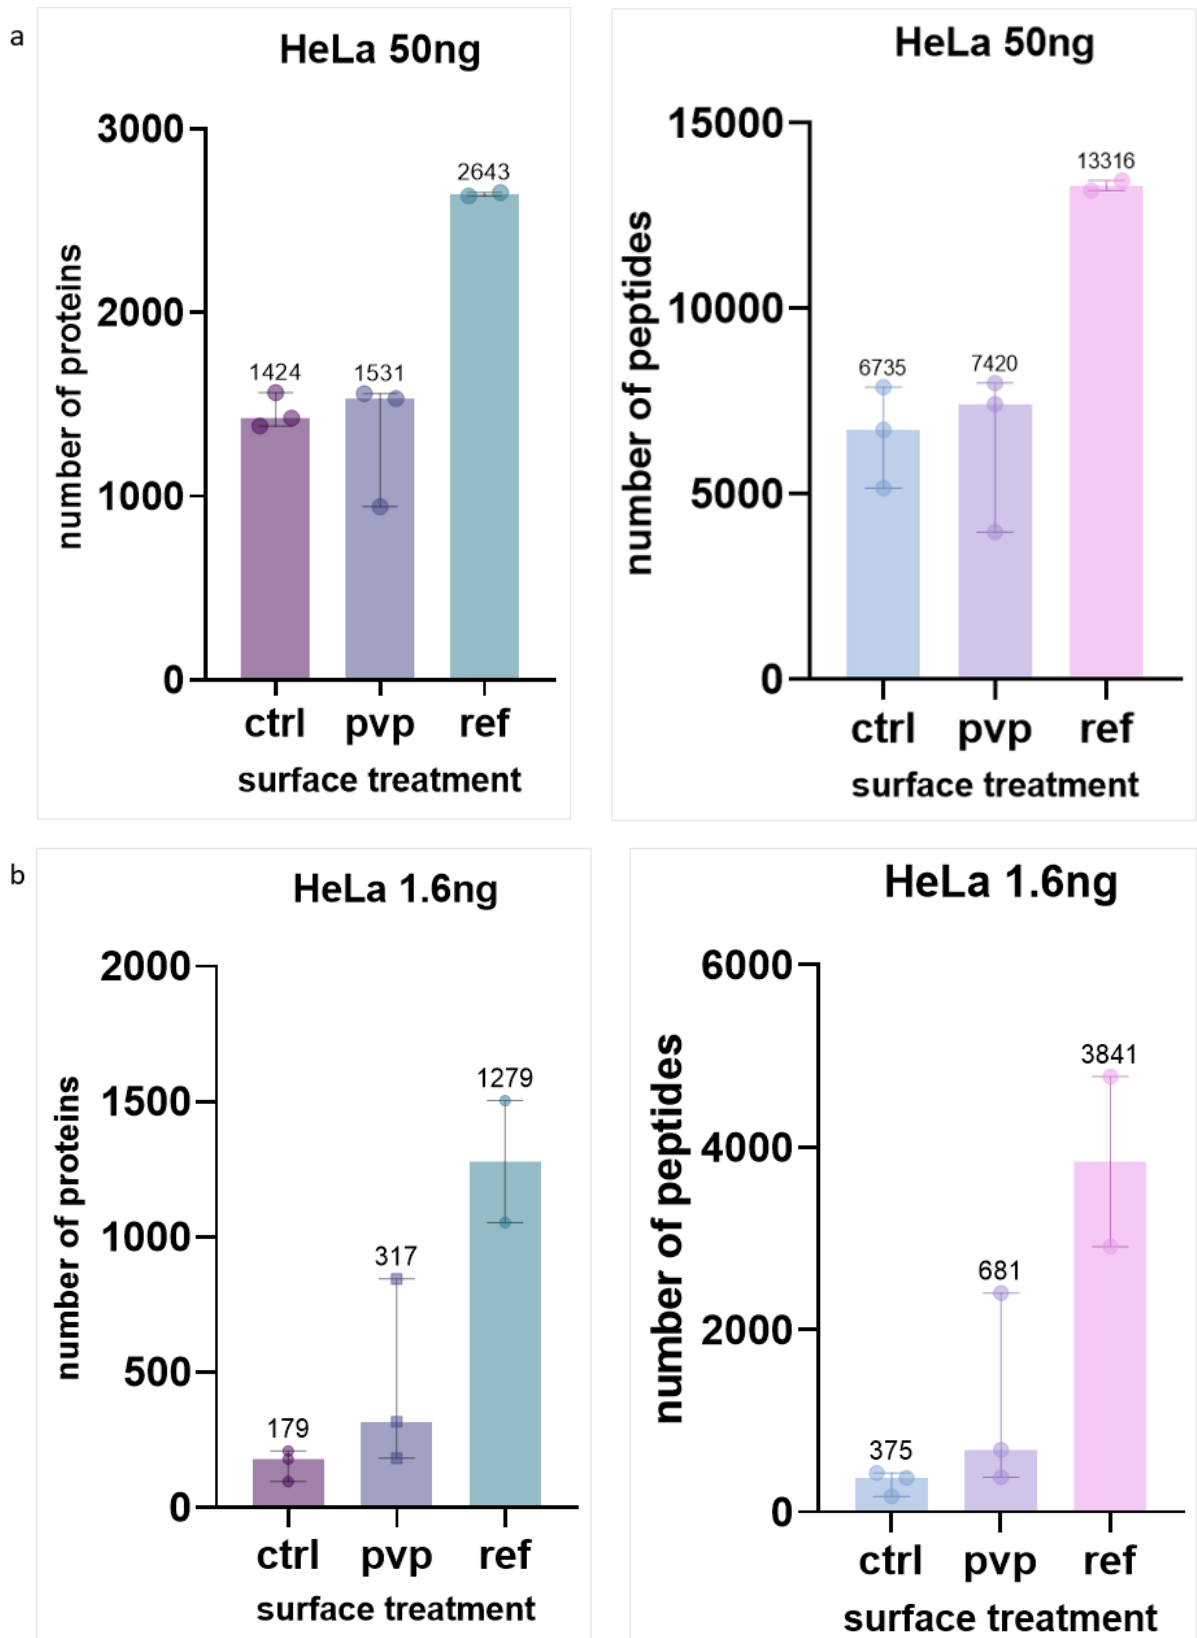 a
HeLa 50ng
3000
2000
1000
0
number of proteins
1424
1531
2643
ctrl pvp ref
surface treatment
HeLa 50ng
15000
10000
5000
0
number of peptides
6735
7420
13316
ctrl pvp ref
surface treatment
b
HeLa 1.6ng
2000
1500
1000
500
0
number of proteins
179
317
1279
ctrl pvp ref
surface treatment
HeLa 1.6ng
6000
4000
2000
0
number of peptides
375
681
3841
ctrl pvp ref
surface treatment